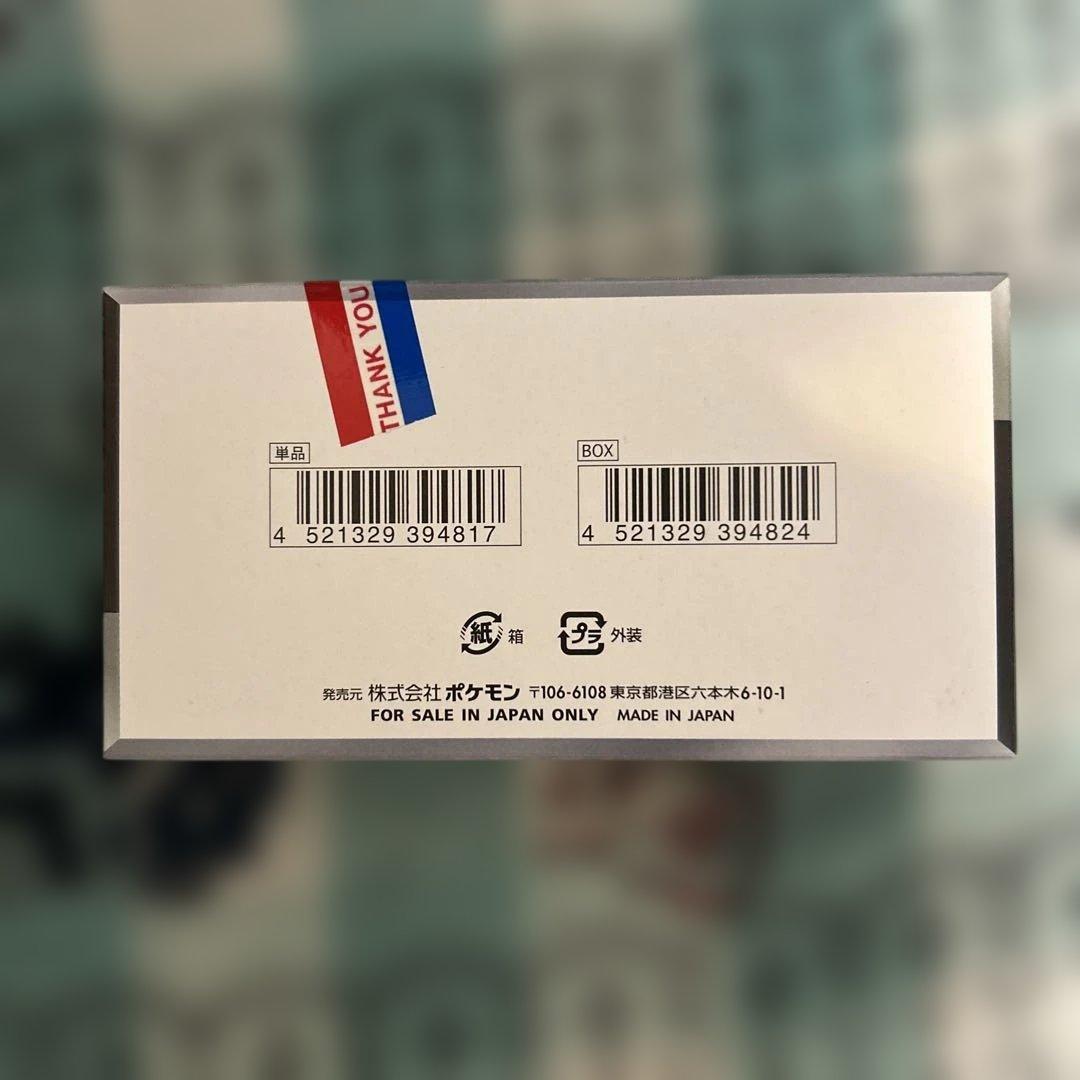 THANK YOU
単品
BOX
4 521329 394817
4 521329 394824
紙 箱
プラ 外装
発売元 株式会社 ポケモン 〒106-6108 東京都港区六本木6-10-1
FOR SALE IN JAPAN ONLY MADE IN JAPAN